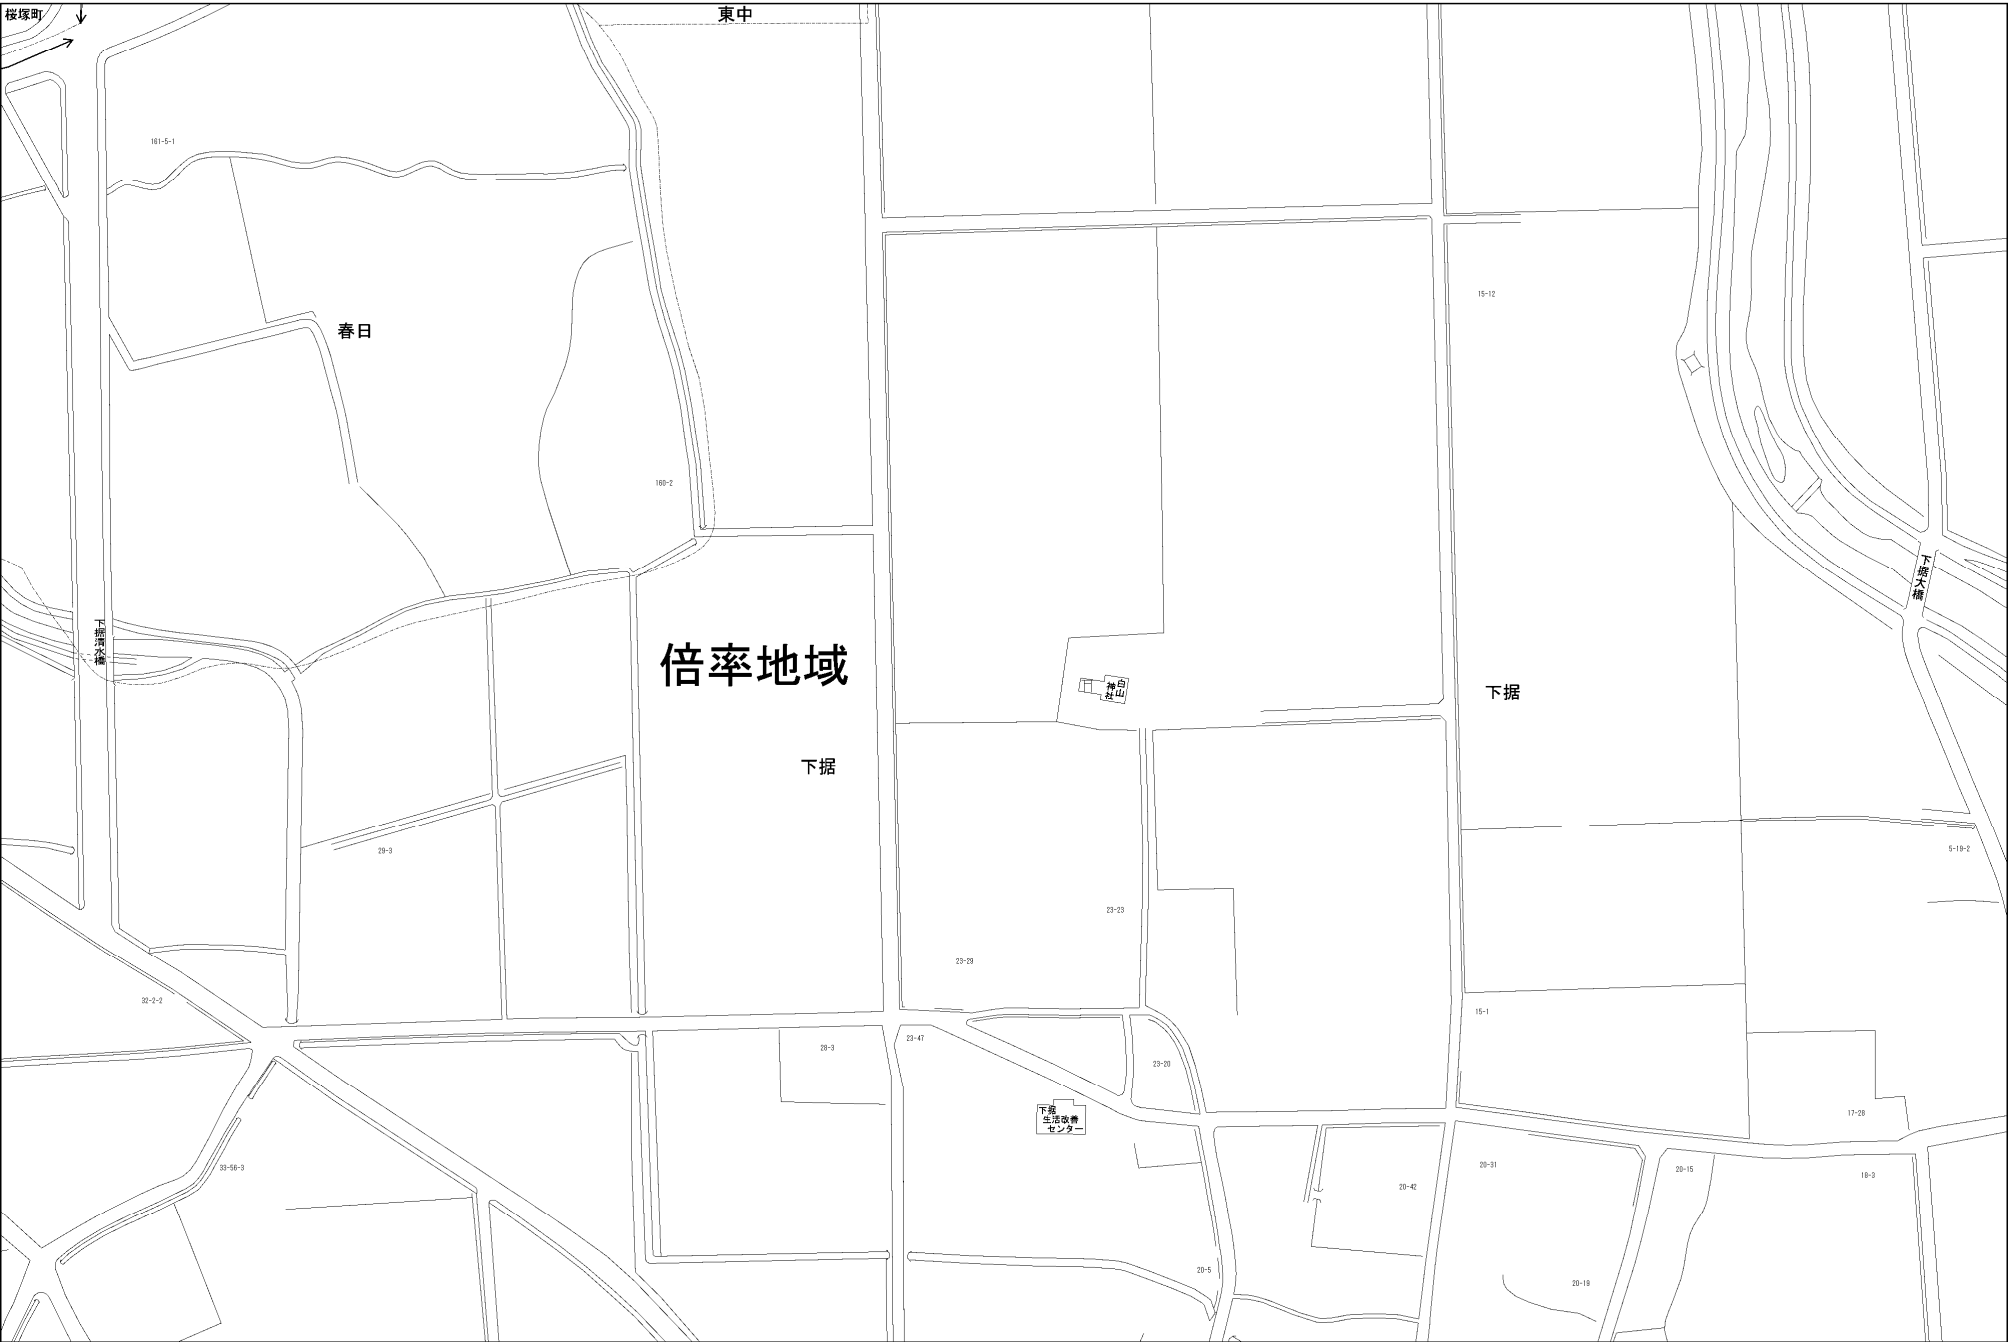 桜塚町
東中
161-5-1
15-12
春日
160-2
下据大橋
下据清水橋
倍率地域
白山
神社
下据
下据
29-3
5-19-2
23-23
23-29
32-2-2
15-1
23-47
28-3
23-20
下据
生活改善
センター
17-28
33-56-3
20-31
20-15
18-3
20-42
20-5
20-19